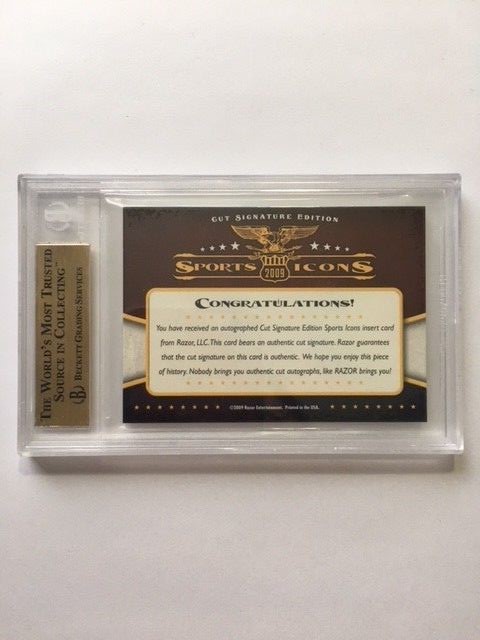 CUT SIGNATURE EDITION
SPORTS 2009 ICONS
CONGRATULATIONS!
You have received an autographed Cut Signature Edition Sports Icons insert card
from Razor, LLC. This card bears an authentic cut signature. Razor guarantees
that the cut signature on this card is authentic. We hope you enjoy this piece
of history. Nobody brings you authentic cut autographs, like RAZOR brings you!
©2009 Razor Entertainment. Printed in the USA.
THE WORLD'S MOST TRUSTED
SOURCE IN COLLECTING™
BECKETT GRADING SERVICES